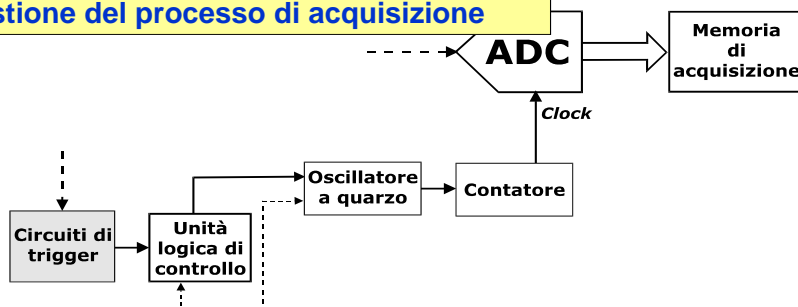 stione del processo di acquisizione
ADC
Memoria
di
acquisizione
Clock
Oscillatore
a quarzo
Contatore
Circuiti di
trigger
Unità
logica di
controllo